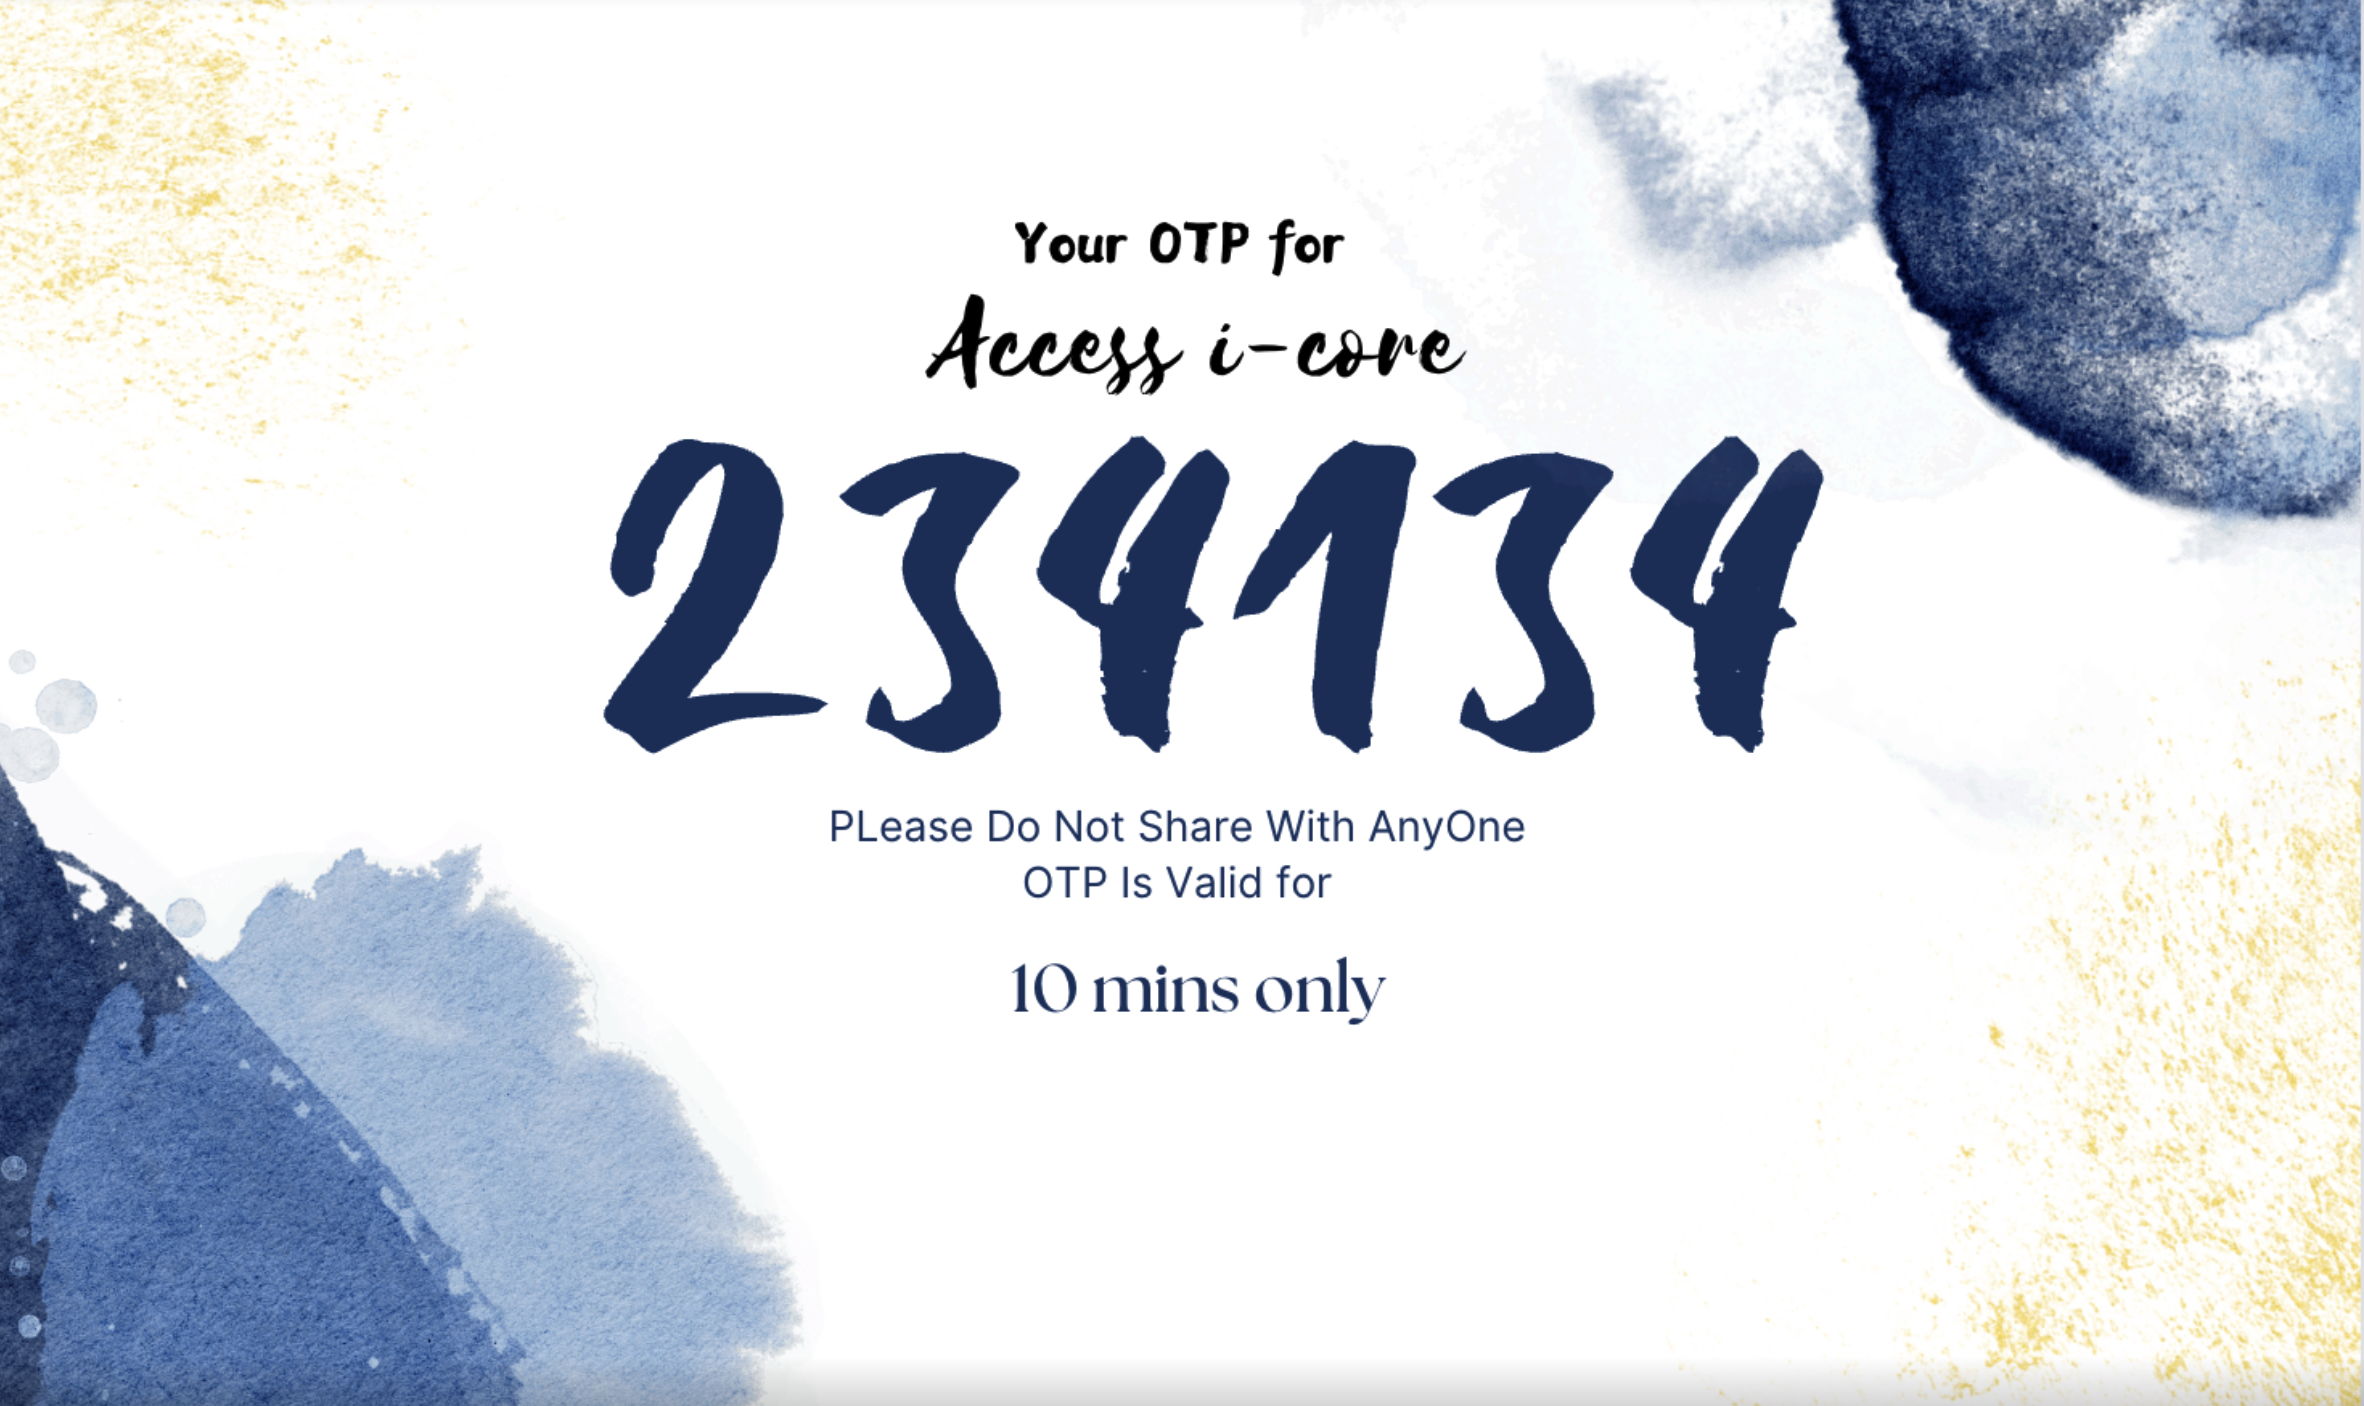 Your OTP for
Access i-core
234134
PLease Do Not Share With AnyOne
OTP Is Valid for
10 mins only